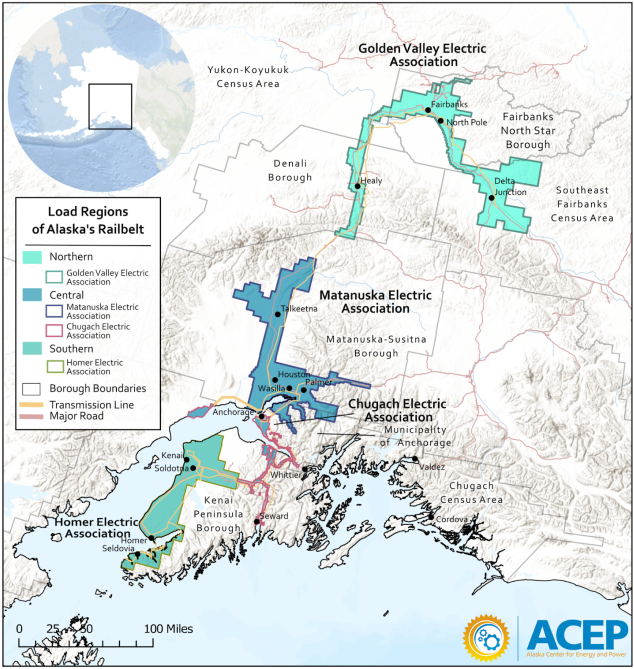 Golden Valley Electric
Association
Yukon-Koyukuk
Census Area
Fairbanks
North Pole
Fairbanks
North Star
Borough
Denali
Borough
Healy
Delta
Junction
Southeast
Fairbanks
Census Area
Load Regions
of Alaska's Railbelt
Northern
Golden Valley Electric
Association
Central
Matanuska Electric
Association
Chugach Electric
Association
Southern
Homer Electric
Association
Borough Boundaries
Transmission Line
Major Road
Matanuska Electric
Association
Talkeetna
Matanuska-Susitna
Borough
Houston
Wasilla
Palmer
Chugach Electric
Association
Anchorage
Municipality
of Anchorage
Kenai
Soldotna
Whittier
Valdez
Kenai
Peninsula
Borough
Chugach
Census Area
Seward
Cordova
Homer Electric
Association
Homer
Seldovia
0 25 50 100 Miles
ACEP
Alaska Center for Energy and Power